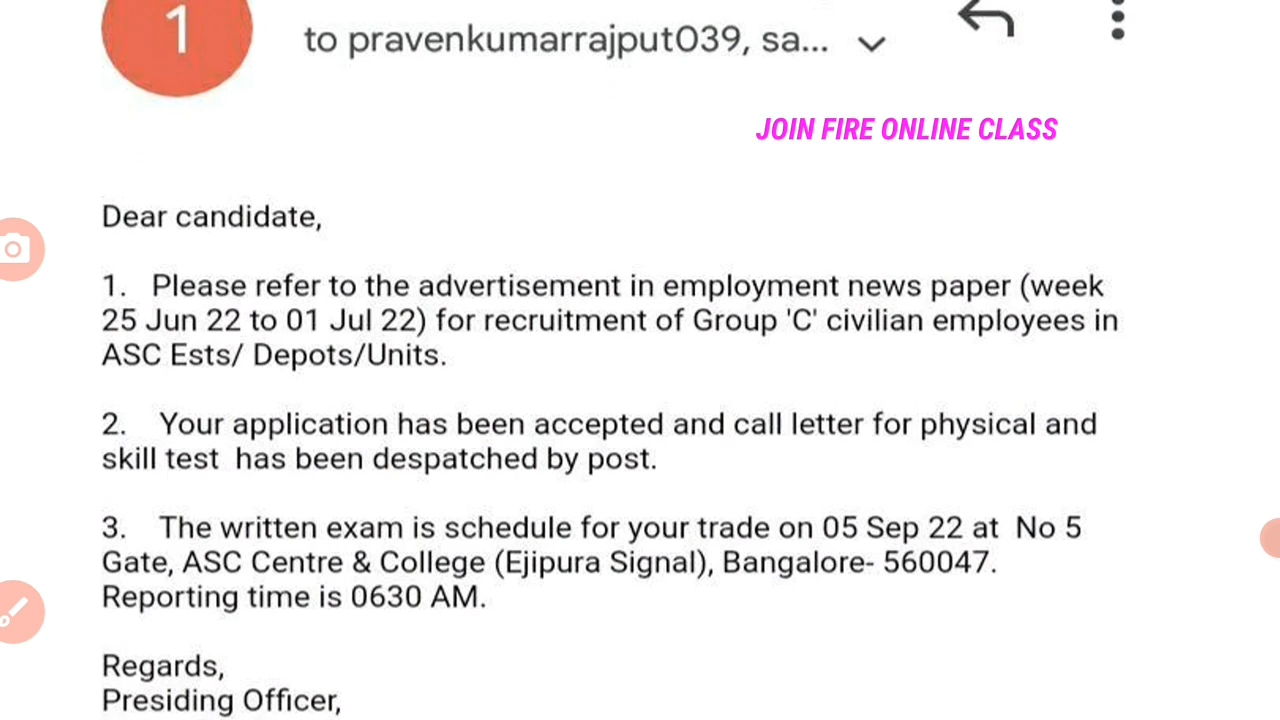 1
to pravenkumarrajput039, sa...
JOIN FIRE ONLINE CLASS
Dear candidate,
1. Please refer to the advertisement in employment news paper (week
25 Jun 22 to 01 Jul 22) for recruitment of Group 'C' civilian employees in
ASC Ests/ Depots/Units.
2. Your application has been accepted and call letter for physical and
skill test has been despatched by post.
3. The written exam is schedule for your trade on 05 Sep 22 at No 5
Gate, ASC Centre & College (Ejipura Signal), Bangalore- 560047.
Reporting time is 0630 AM.
Regards,
Presiding Officer,